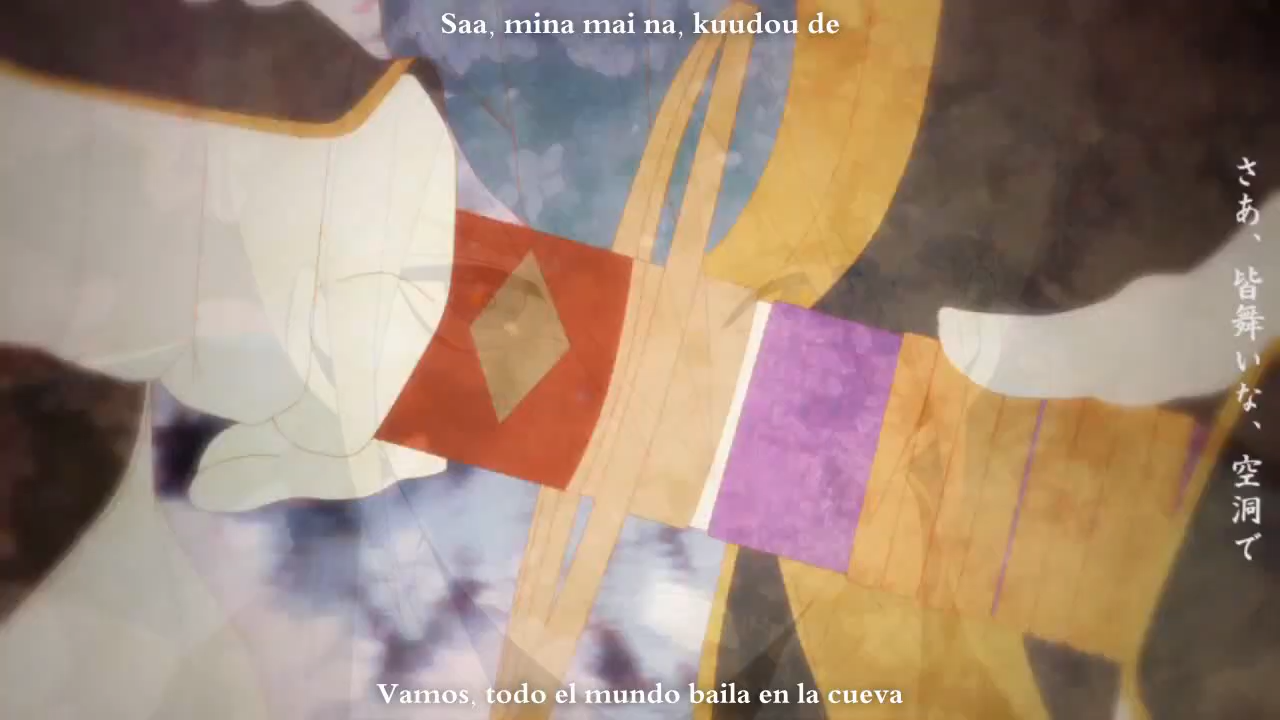 Saa, mina mai na, kuudou de
さあ、皆舞いな、空洞で
Vamos, todo el mundo baila en la cueva